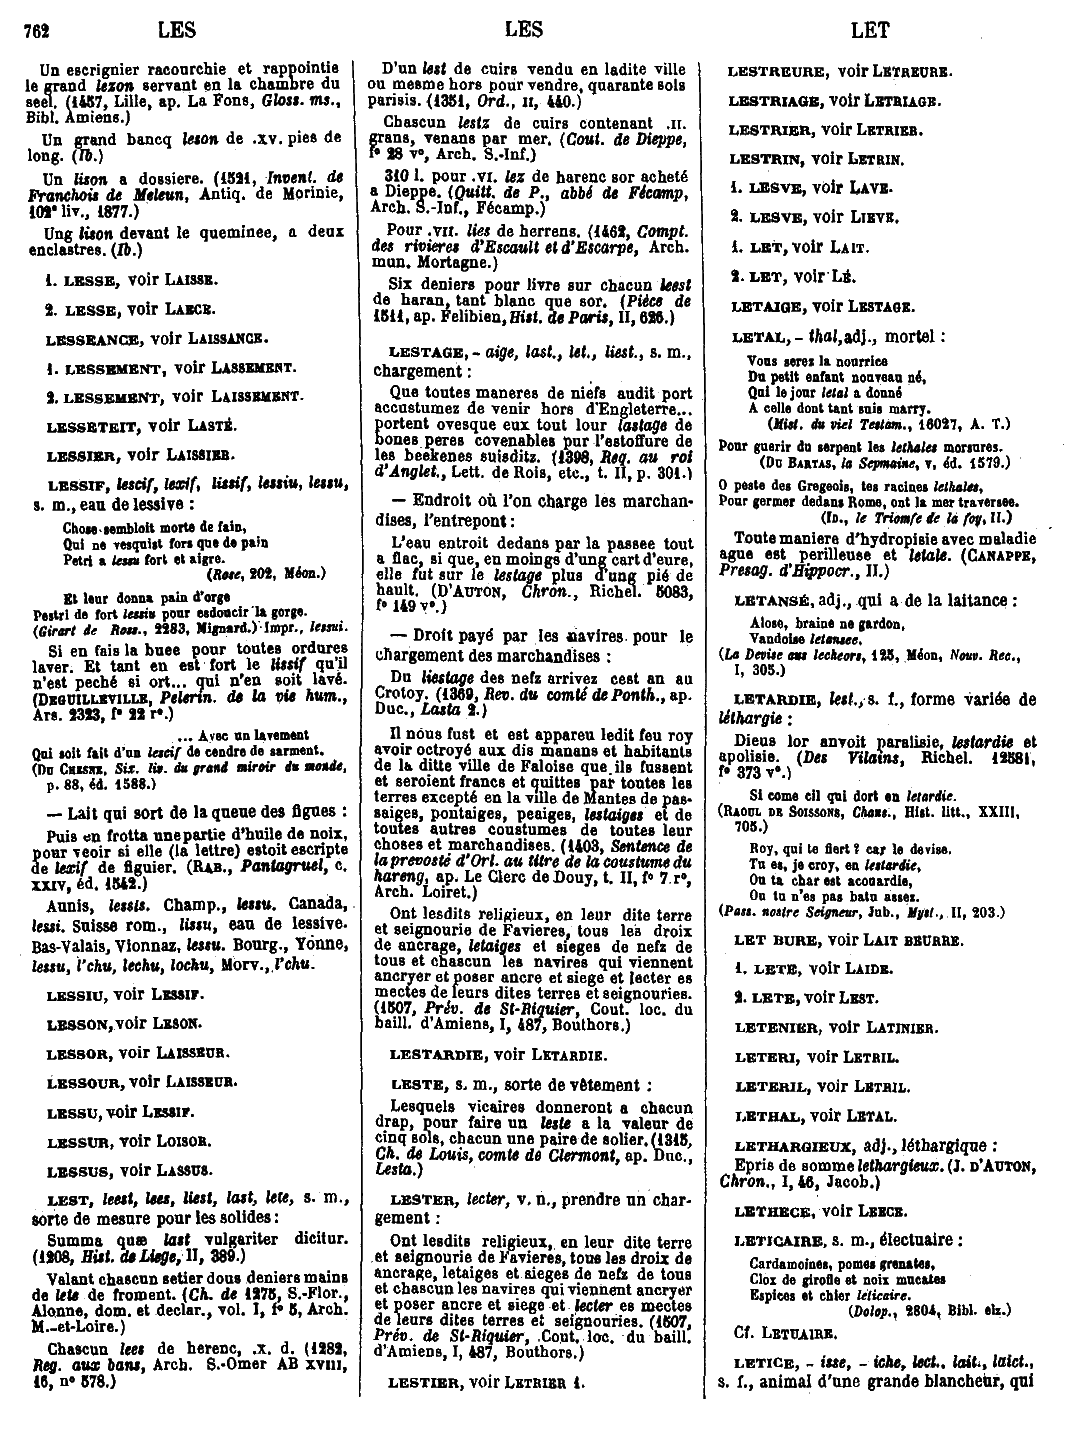 762 LES LES LET
Un escrignier racourchie et rappointie
le grand lezon servant en la chambre du
seel. (1457, Lille, ap. La Fons, Gloss. ms.,
Bibl. Amiens.)
Un grand bancq leson de .xv. pies de
long. (Ib.)
Un lison a dossiere. (1521, Invent. de
Franchois de Meleun, Antiq. de Morinie,
102e liv., 1877.)
Ung lison devant le queminee, a deux
enclastres. (Ib.)
1. LESSE, voir LAISSE.
2. LESSE, voir LAECE.
LESSEANCE, voir LAISSANCE.
1. LESSEMENT, voir LASSEMENT.
2. LESSEMENT, voir LAISSEMENT.
LESSETEIT, voir LASTÉ.
LESSIER, voir LAISSIER.
LESSIF, lescif, lexif, lissif, lessiu, lessu,
s. m., eau de lessive :
Chose sembloit morte de fain,
Qui ne vesquist fors que de pain
Petri a lessu fort et aigre.
(Rose, 202, Méon.)
Et leur donna pain d'orge
Pestri de fort lessis pour esdoucir la gorge.
(Girart de Ross., 2283, Mignard.) Impr., lessui.
Si en fais la buee pour toutes ordures
laver. Et tant en est fort le lissif qu'il
n'est peché si ort... qui n'en soit lavé.
(DEGUILLEVILLE, Pelerin. de la vie hum.,
Ars. 2323, fº 22 rº.)
... Avec un lavement
Qui soit fait d'un lescif de cendre de sarment.
(DU CHESNE, Six. liv. du grand miroir du monde,
p. 88, éd. 1588.)
— Lait qui sort de la queue des figues :
Puis en frotta une partie d'huile de noix,
pour veoir si elle (la lettre) estoit escripte
de lexif de figuier. (RAB., Pantagruel, c.
XXIV, éd. 1542.)
Aunis, lessis. Champ., lessu. Canada,
lessi. Suisse rom., lissu, eau de lessive.
Bas-Valais, Vionnaz, lessu. Bourg., Yonne,
lessu, l'chu, lechu, lochu, Morv., l'chu.
LESSIU, voir LESSIF.
LESSON, voir LESON.
LESSOR, voir LAISSEUR.
LESSOUR, voir LAISSEUR.
LESSU, voir LESSIF.
LESSUR, voir LOISOR.
LESSUS, voir LASSUS.
LEST, leest, lees, liest, last, lete, s. m.,
sorte de mesure pour les solides :
Summa quæ last vulgariter dicitur.
(1208, Hist. de Liege, II, 389.)
Valant chascun setier dous deniers mains
de lete de froment. (Ch. de 1275, S.-Flor.,
Alonne, dom. et declar., vol. I, fº 5, Arch.
M.-et-Loire.)
Chascun lees de herenc, .x. d. (1282,
Reg. aux bans, Arch. S.-Omer AB XVIII,
16, nº 578.)
D'un lest de cuirs vendu en ladite ville
ou mesme hors pour vendre, quarante sols
parisis. (1351, Ord., II, 440.)
Chascun lestz de cuirs contenant .II.
grans, venans par mer. (Cout. de Dieppe,
fº 28 vº, Arch. S.-Inf.)
310 l. pour .VI. lez de harenc sor acheté
a Dieppe. (Quitt. de P., abbé de Fécamp,
Arch. S.-Inf., Fécamp.)
Pour .VII. lies de herrens. (1462, Compt.
des rivieres d'Escault et d'Escarpe, Arch.
mun. Mortagne.)
Six deniers pour livre sur chacun leest
de haran, tant blanc que sor. (Pièce de
1511, ap. Felibien, Hist. de Paris, II, 626.)
LESTAGE, - aige, last., let., liest., s. m.,
chargement :
Que toutes maneres de niefs audit port
accustumez de venir hors d'Engleterre...
portent ovesque eux tout lour lastage de
bones peres covenables pur l'estoffure de
les beekenes suisditz. (1398, Req. au roi
d'Anglet., Lett. de Rois, etc., t. II, p. 301.)
— Endroit où l'on charge les marchan-
dises, l'entrepont :
L'eau entroit dedans par la passee tout
a flac, si que, en moings d'ung cart d'eure,
elle fut sur le lestage plus d'ung pié de
hault. (D'AUTON, Chron., Richel. 5083,
fº 149 vº.)
— Droit payé par les navires pour le
chargement des marchandises :
Du liestage des nefz arrivez cest an au
Crotoy. (1369, Rev. du comté de Ponth., ap.
Duc., Lasta 2.)
Il nous fust et est appareu ledit feu roy
avoir octroyé aux dis manans et habitants
de la ditte ville de Faloise que ils fussent
et seroient francs et quittes par toutes les
terres excepté en la ville de Mantes de pas-
saiges, pontaiges, peaiges, lestaiges et de
toutes autres coustumes de toutes leur
choses et marchandises. (1403, Sentence de
la prevosté d'Orl. au titre de la coustume du
hareng, ap. Le Clerc de Douy, t. II, fº 7 rº,
Arch. Loiret.)
Ont lesdits religieux, en leur dite terre
et seignourie de Favieres, tous les droix
de ancrage, letaiges et sieges de nefz de
tous et chascun les navires qui viennent
ancryer et poser ancre et siege et lecter es
mectes de leurs dites terres et seignouries.
(1507, Prév. de St-Riquier, Cout. loc. du
baill. d'Amiens, I, 487, Bouthors.)
LESTARDIE, voir LETARDIE.
LESTE, s. m., sorte de vêtement :
Lesquels vicaires donneront a chacun
drap, pour faire un leste a la valeur de
cinq sols, chacun une paire de solier. (1315,
Ch. de Louis, comte de Clermont, ap. Duc.,
Lesta.)
LESTER, lecter, v. n., prendre un char-
gement :
Ont lesdits religieux, en leur dite terre
et seignourie de Favieres, tous les droix de
ancrage, letaiges et sieges de nefz de tous
et chascun les navires qui viennent ancryer
et poser ancre et siege et lecter es mectes
de leurs dites terres et seignouries. (1507,
Prév. de St-Riquier, Cout. loc. du baill.
d'Amiens, I, 487, Bouthors.)
LESTIER, voir LETRIER 1.
LESTREURE, voir LETREURE.
LESTRIAGE, voir LETRIAGE.
LESTRIER, voir LETRIER.
LESTRIN, voir LETRIN.
1. LESVE, voir LAVE.
2. LESVE, voir LIEVE.
1. LET, voir LAIT.
2. LET, voir LÉ.
LETAIGE, voir LESTAGE.
LETAL, - thal, adj., mortel :
Vous serez la nourrice
Du petit enfant nouveau né,
Qui le jour letal a donné
A celle dont tant suis marry.
(Mist. du viel Testam., 16027, A. T.)
Pour guerir du serpent les lethales morsures.
(DU BARTAS, la Sepmaine, V, éd. 1579.)
O peste des Gregeois, tes racines lethales,
Pour germer dedans Rome, ont la mer traversee.
(ID., le Triomfe de la foy, II.)
Toute maniere d'hydropisie avec maladie
ague est perilleuse et letale. (CANAPPE,
Presag. d'Hippocr., II.)
LETANSÉ, adj., qui a de la laitance :
Alose, braine ne gardon,
Vandoise letansee.
(La Devise aus lecheors, 125, Méon, Nouv. Rec.,
I, 305.)
LETARDIE, lest., s. f., forme variée de
léthargie :
Dieus lor anvoit paralisie, lestardie et
apolisie. (Des Vilains, Richel. 12581,
fº 373 vº.)
Si come cil qui dort en letardie.
(RAOUL DE SOISSONS, Chans., Hist. litt., XXIII,
705.)
Roy, qui te fiert ? car le devise.
Tu es, je croy, en lestardie,
Ou ta char est acouardie,
Ou tu n'es pas batu assez.
(Pass. nostre Seigneur, Jub., Myst., II, 203.)
LET BURE, voir LAIT BEURRE.
1. LETE, voir LAIDE.
2. LETE, voir LEST.
LETENIER, voir LATINIER.
LETERI, voir LETRIL.
LETERIL, voir LETRIL.
LETHAL, voir LETAL.
LETHARGIEUX, adj., léthargique :
Epris de somme lethargieux. (J. D'AUTON,
Chron., I, 46, Jacob.)
LETHECE, voir LEECE.
LETICAIRE, s. m., électuaire :
Cardamoines, pomes grenates,
Clox de girofle et noix muscates
Espices et chier leticaire.
(Dolop., 2804, Bibl. elz.)
Cf. LETUAIRE.
LETICE, - isse, - iche, lect., lait., laict.,
s. f., animal d'une grande blancheur, qui